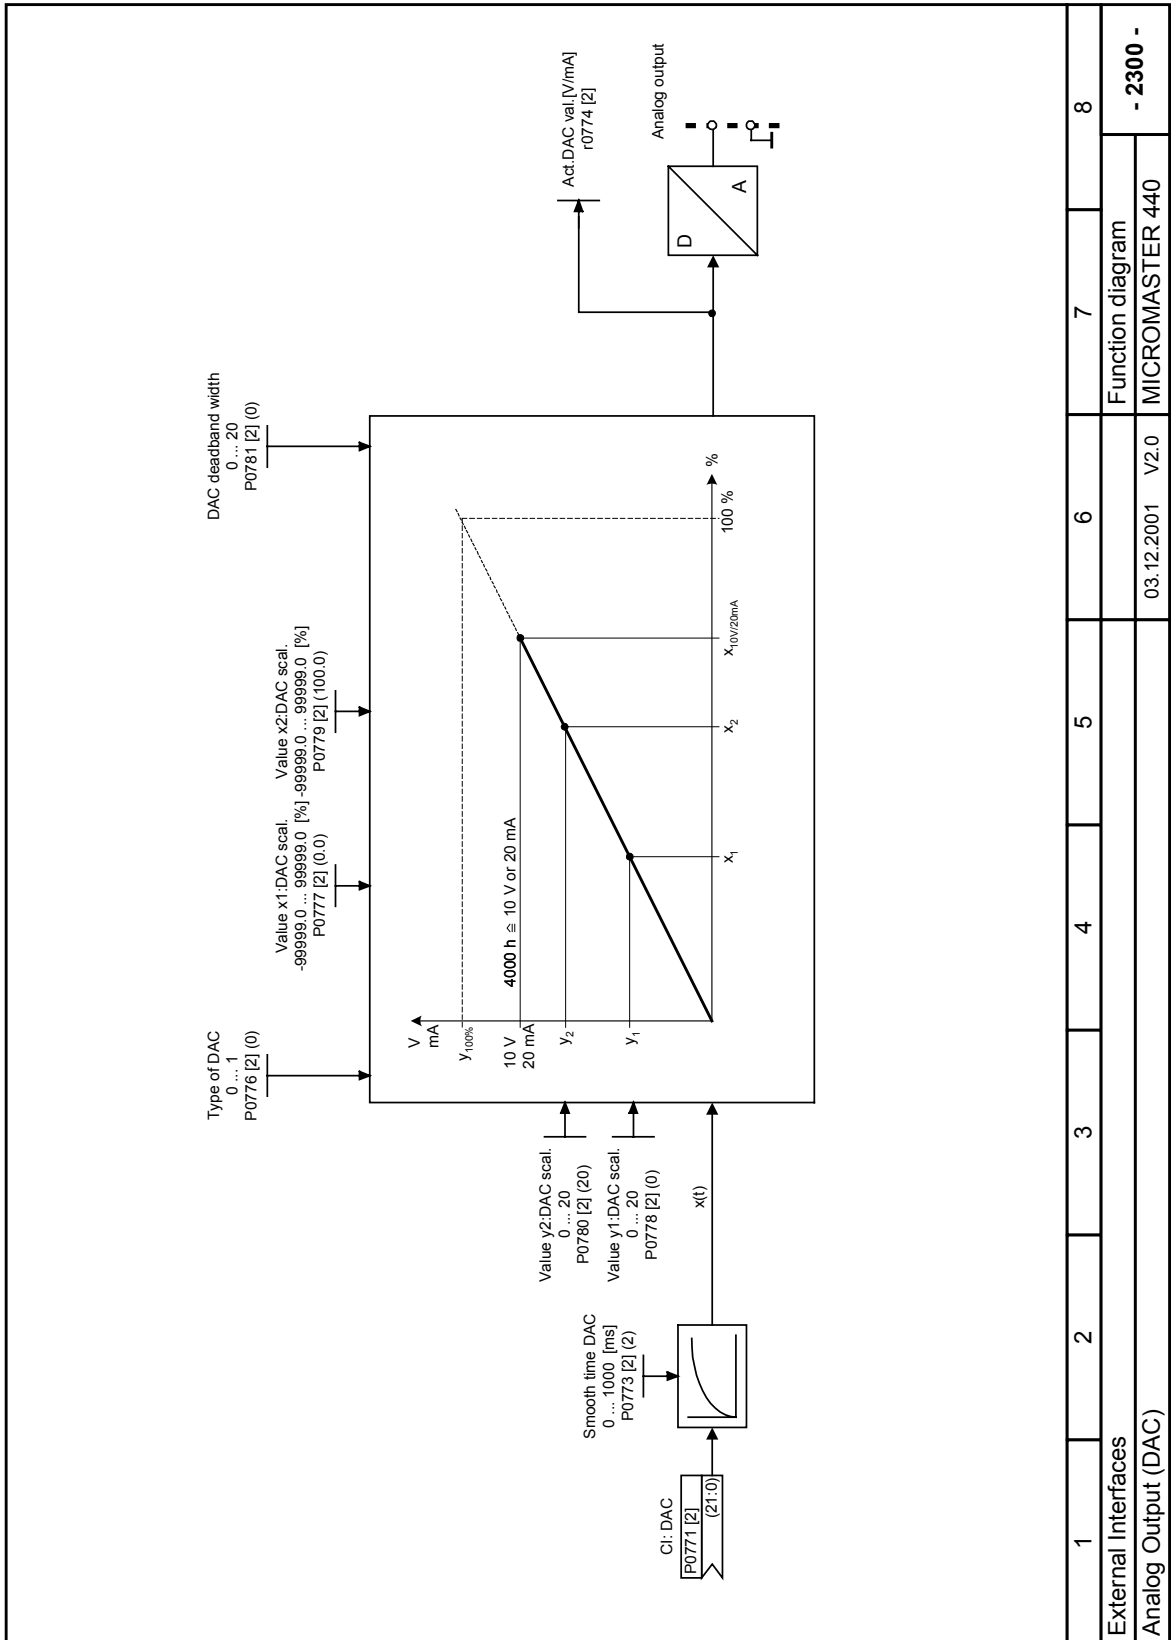 Type of DAC
0 ... 1
P0776 [2] (0)
Value x1:DAC scal.
-99999.0 ... 99999.0 [%]
P0777 [2] (0.0)
Value x2:DAC scal.
-99999.0 ... 99999.0 [%]
P0779 [2] (100.0)
DAC deadband width
0 ... 20
P0781 [2] (0)
Act.DAC val.[V/mA]
r0774 [2]
Analog output
D
A
V
mA
y100%
10 V
20 mA
y2
y1
4000 h ≙ 10 V or 20 mA
x1
x2
x10V/20mA
100 %
%
Value y2:DAC scal.
0 ... 20
P0780 [2] (20)
Value y1:DAC scal.
0 ... 20
P0778 [2] (0)
x(t)
Smooth time DAC
0 ... 1000 [ms]
P0773 [2] (2)
CI: DAC
P0771 [2]
(21:0)
1 2 3 4 5 6 7 8
External Interfaces
Function diagram
- 2300 -
Analog Output (DAC)
03.12.2001 V2.0
MICROMASTER 440